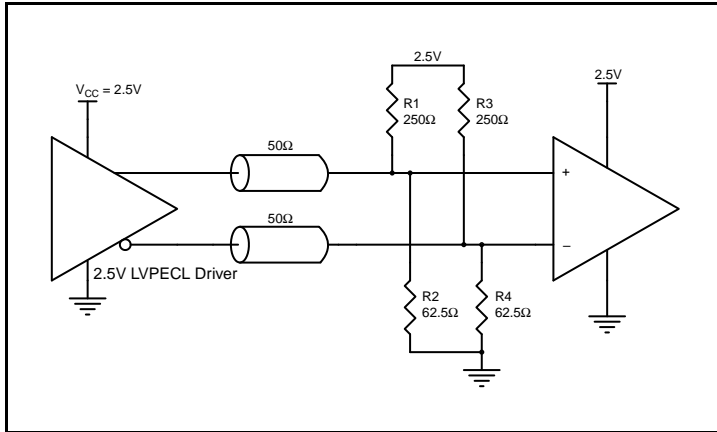 2.5V
V_CC = 2.5V
2.5V
R1
250Ω
R3
250Ω
50Ω
+
50Ω
−
2.5V LVPECL Driver
R2
62.5Ω
R4
62.5Ω